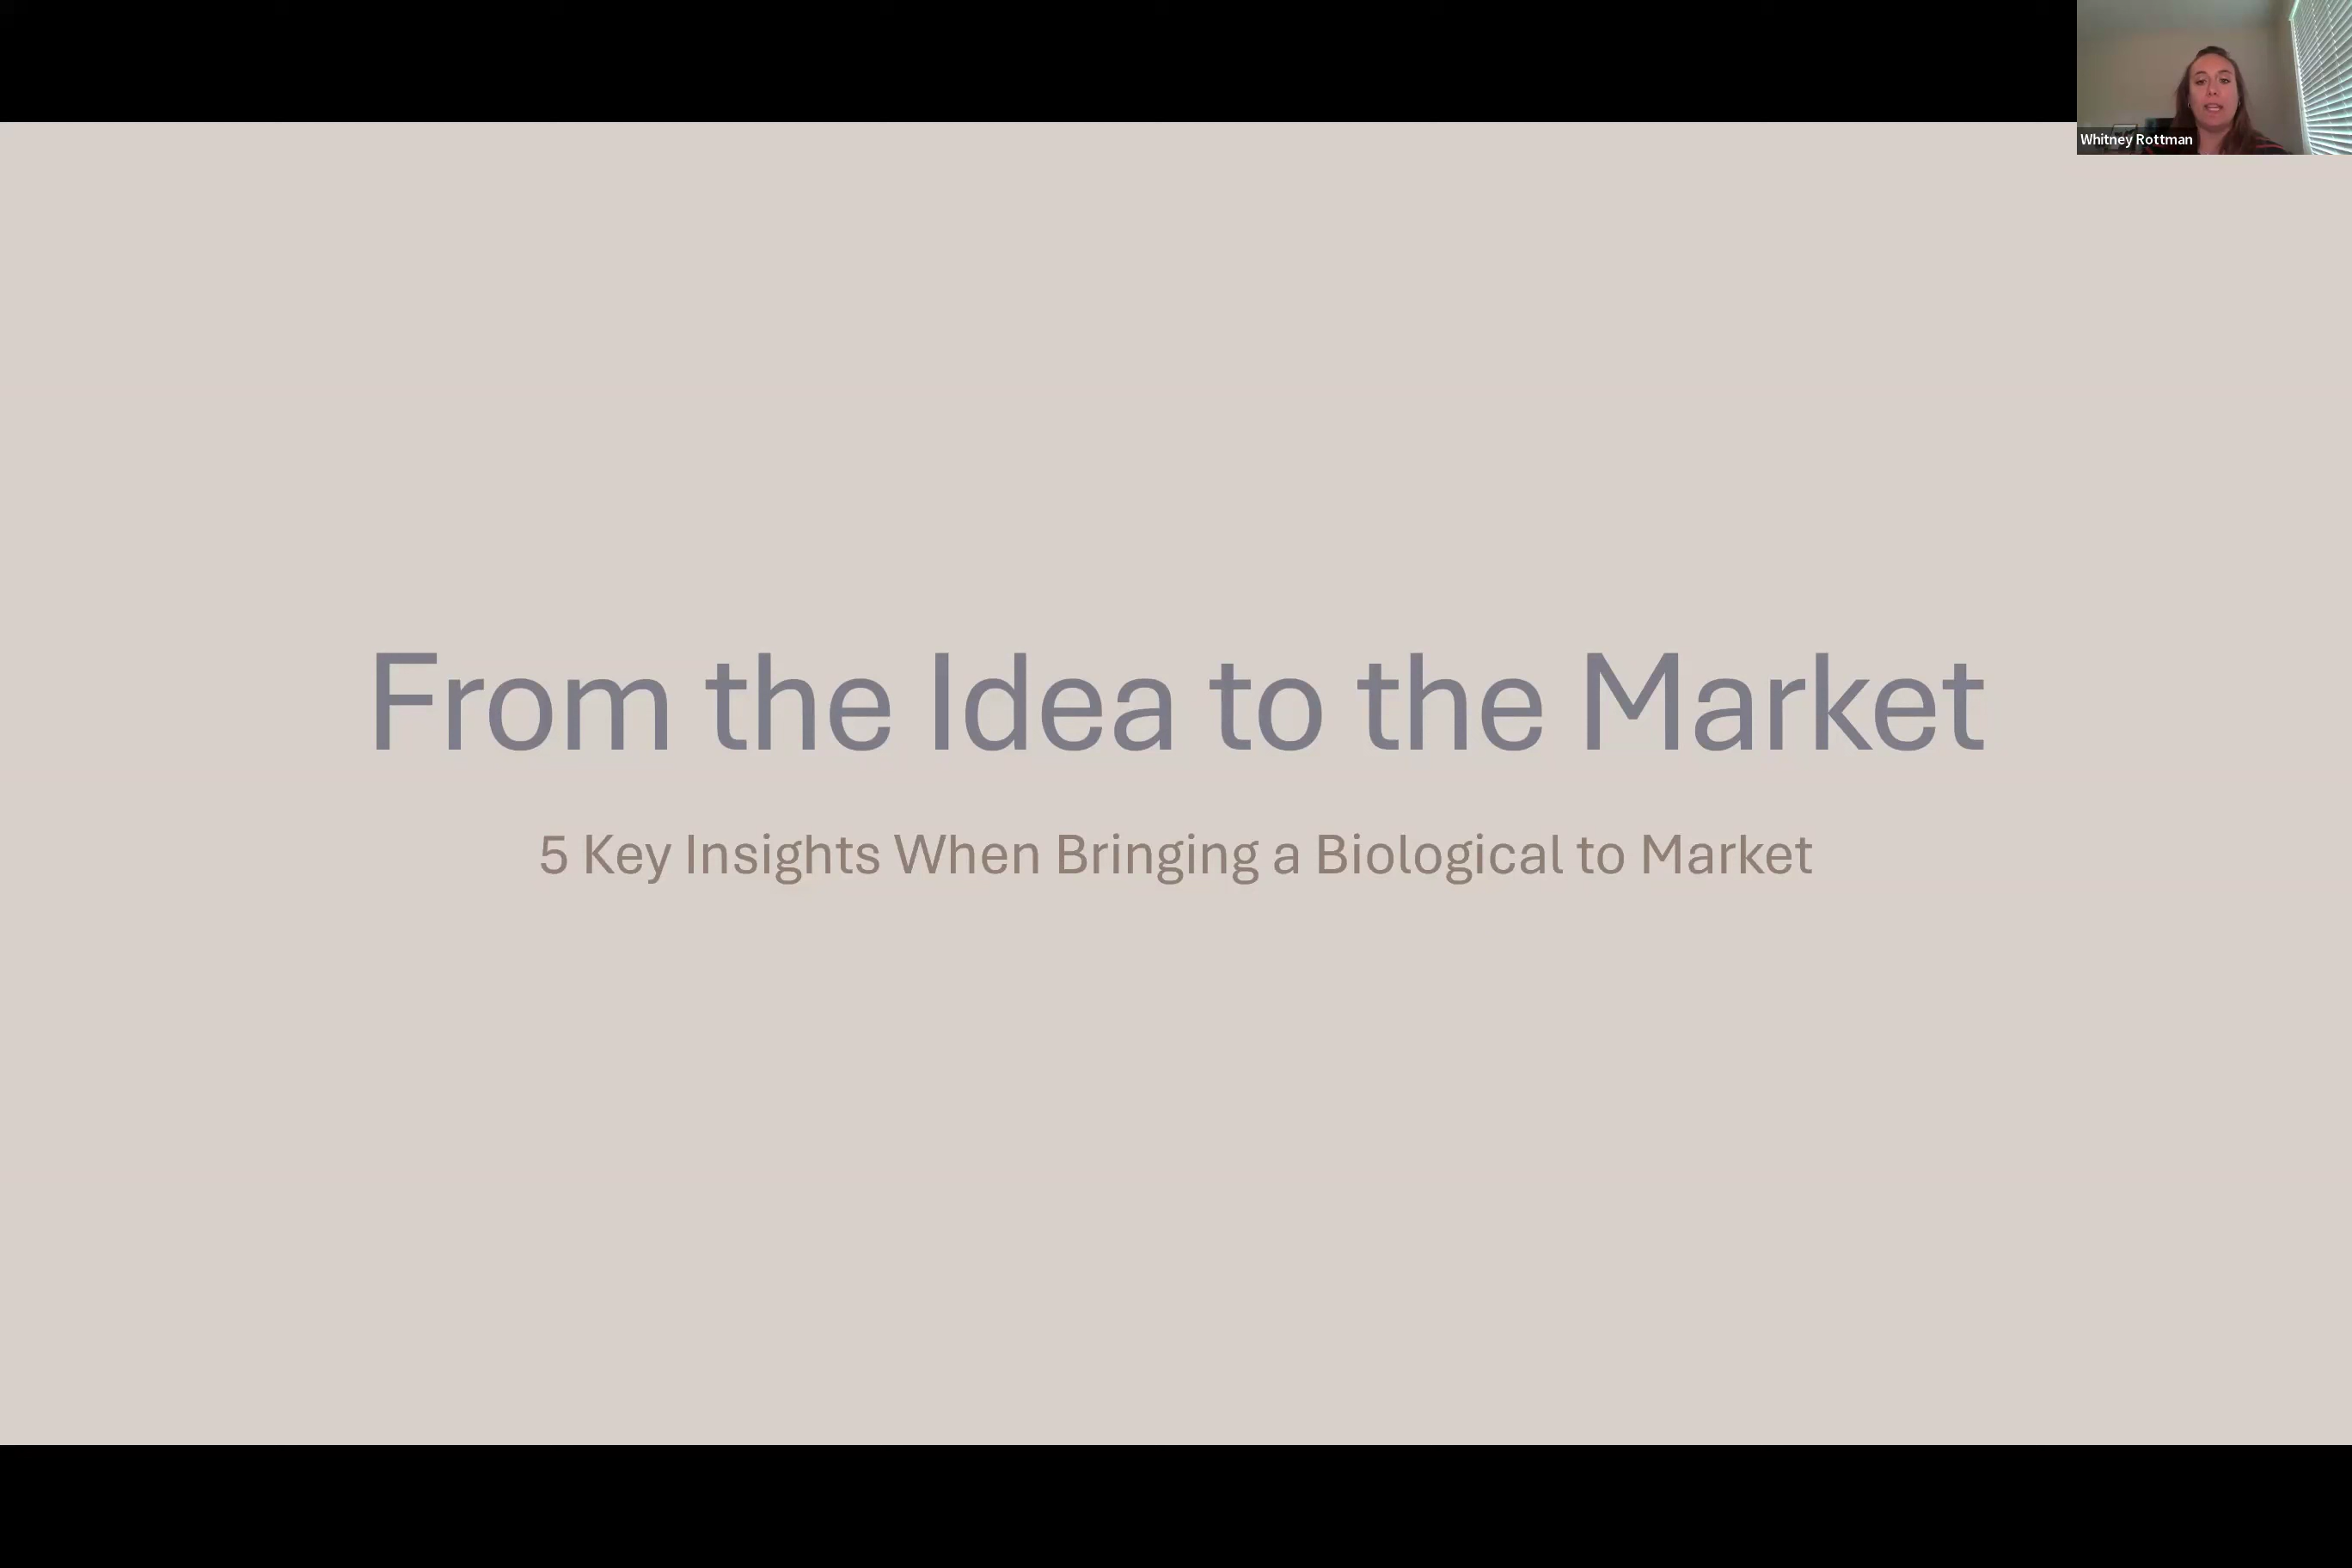 Whitney Rottman
From the Idea to the Market
5 Key Insights When Bringing a Biological to Market